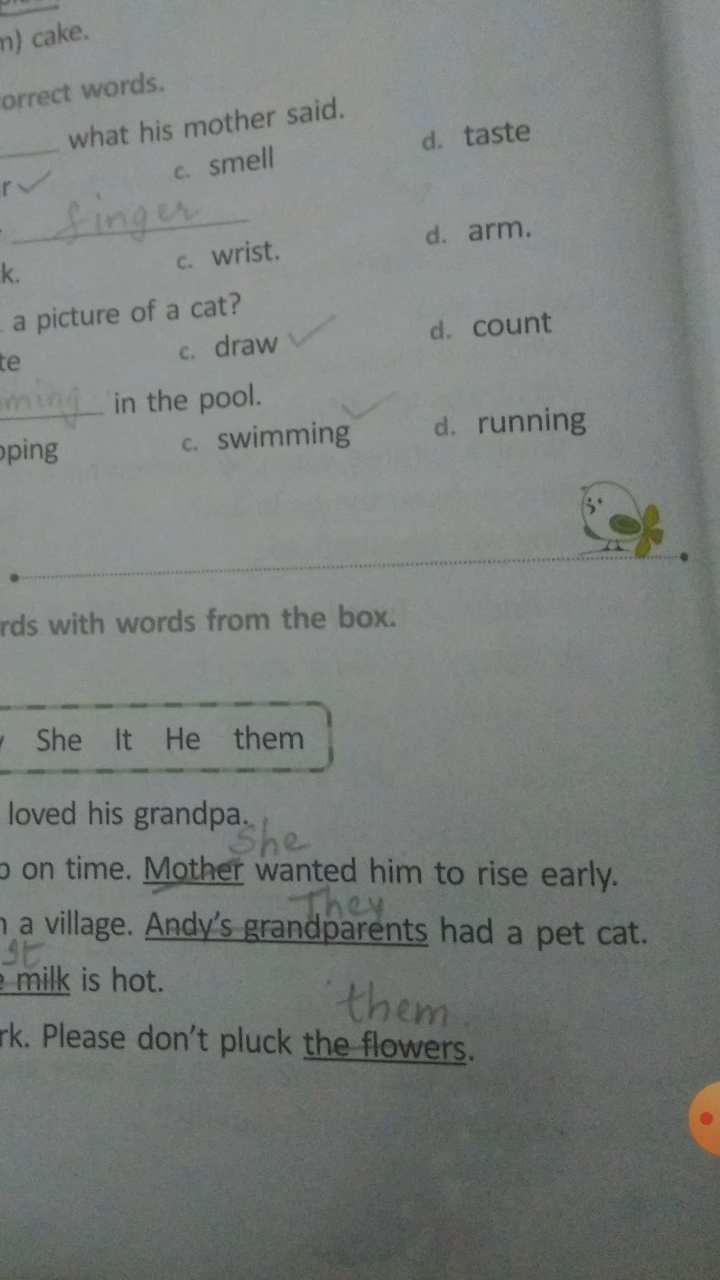 n) cake.
orrect words.
what his mother said.
r c. smell d. taste
finger
k. c. wrist. d. arm.
a picture of a cat?
te c. draw d. count
ming in the pool.
pping c. swimming d. running
rds with words from the box.
She It He them
loved his grandpa.
She
on time. Mother wanted him to rise early.
They
a village. Andy's grandparents had a pet cat.
It
milk is hot.
them.
rk. Please don't pluck the flowers.